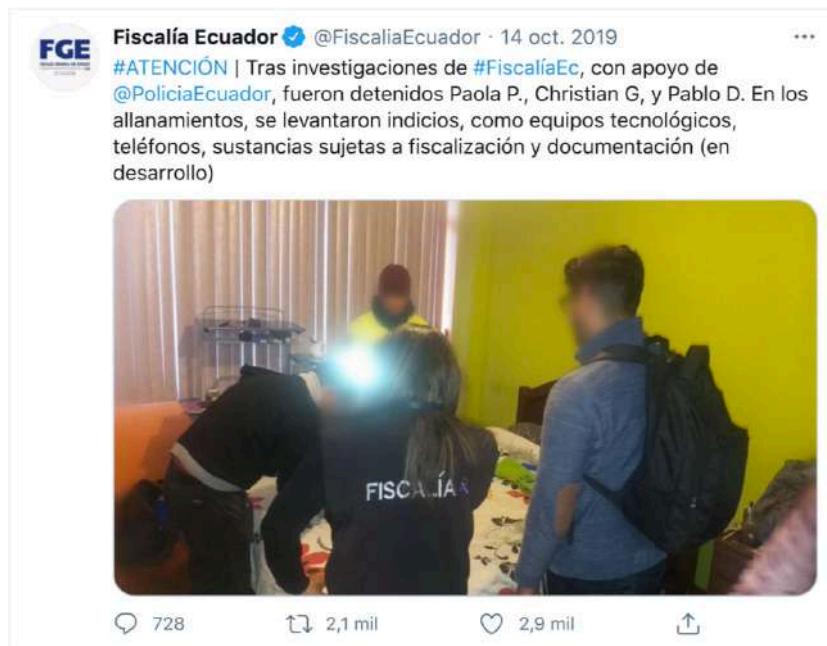 FGE
Fiscalía Ecuador @FiscaliaEcuador · 14 oct. 2019
#ATENCIÓN | Tras investigaciones de #FiscalíaEc, con apoyo de
@PoliciaEcuador, fueron detenidos Paola P., Christian G, y Pablo D. En los
allanamientos, se levantaron indicios, como equipos tecnológicos,
teléfonos, sustancias sujetas a fiscalización y documentación (en
desarrollo)
FISCALÍA
728 2,1 mil 2,9 mil